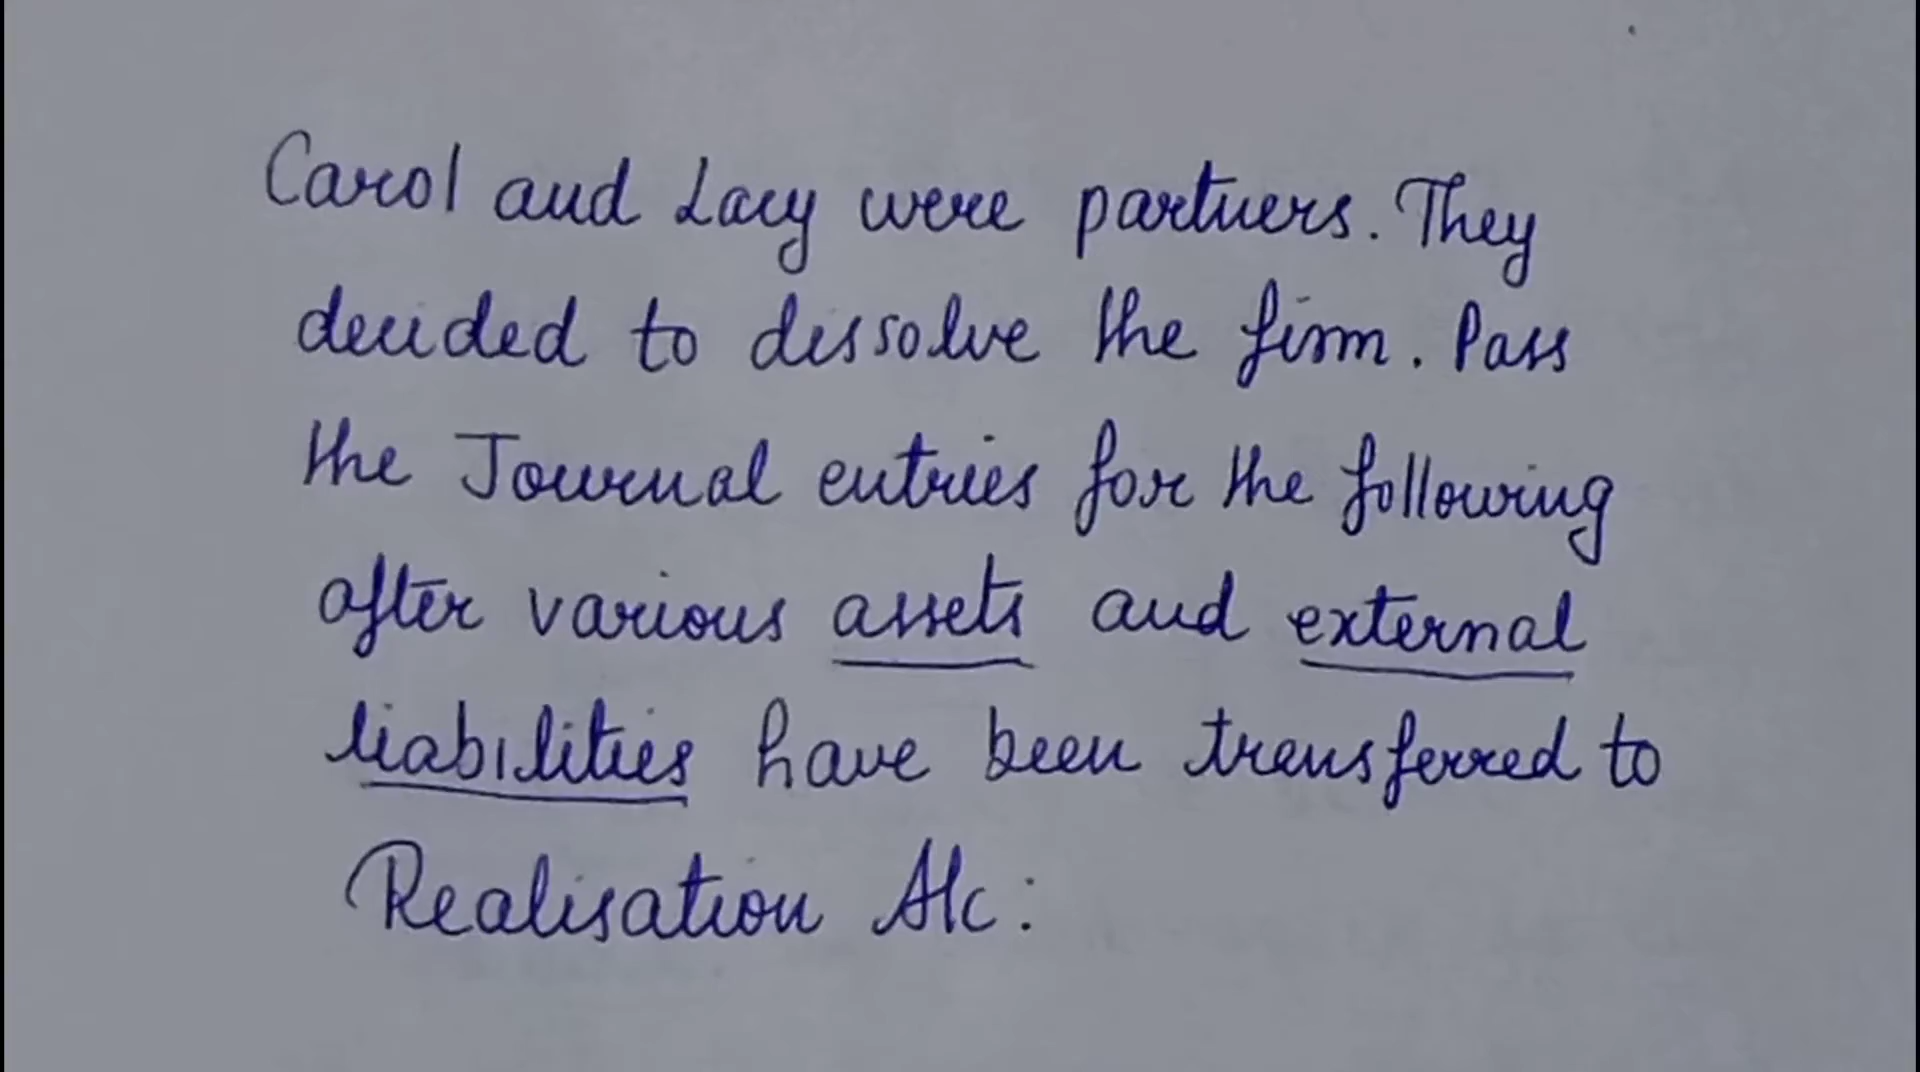 Carol and Lacy were partners. They
decided to dissolve the firm. Pass
the Journal entries for the following
after various assets and external
liabilities have been transferred to
Realisation A/c: